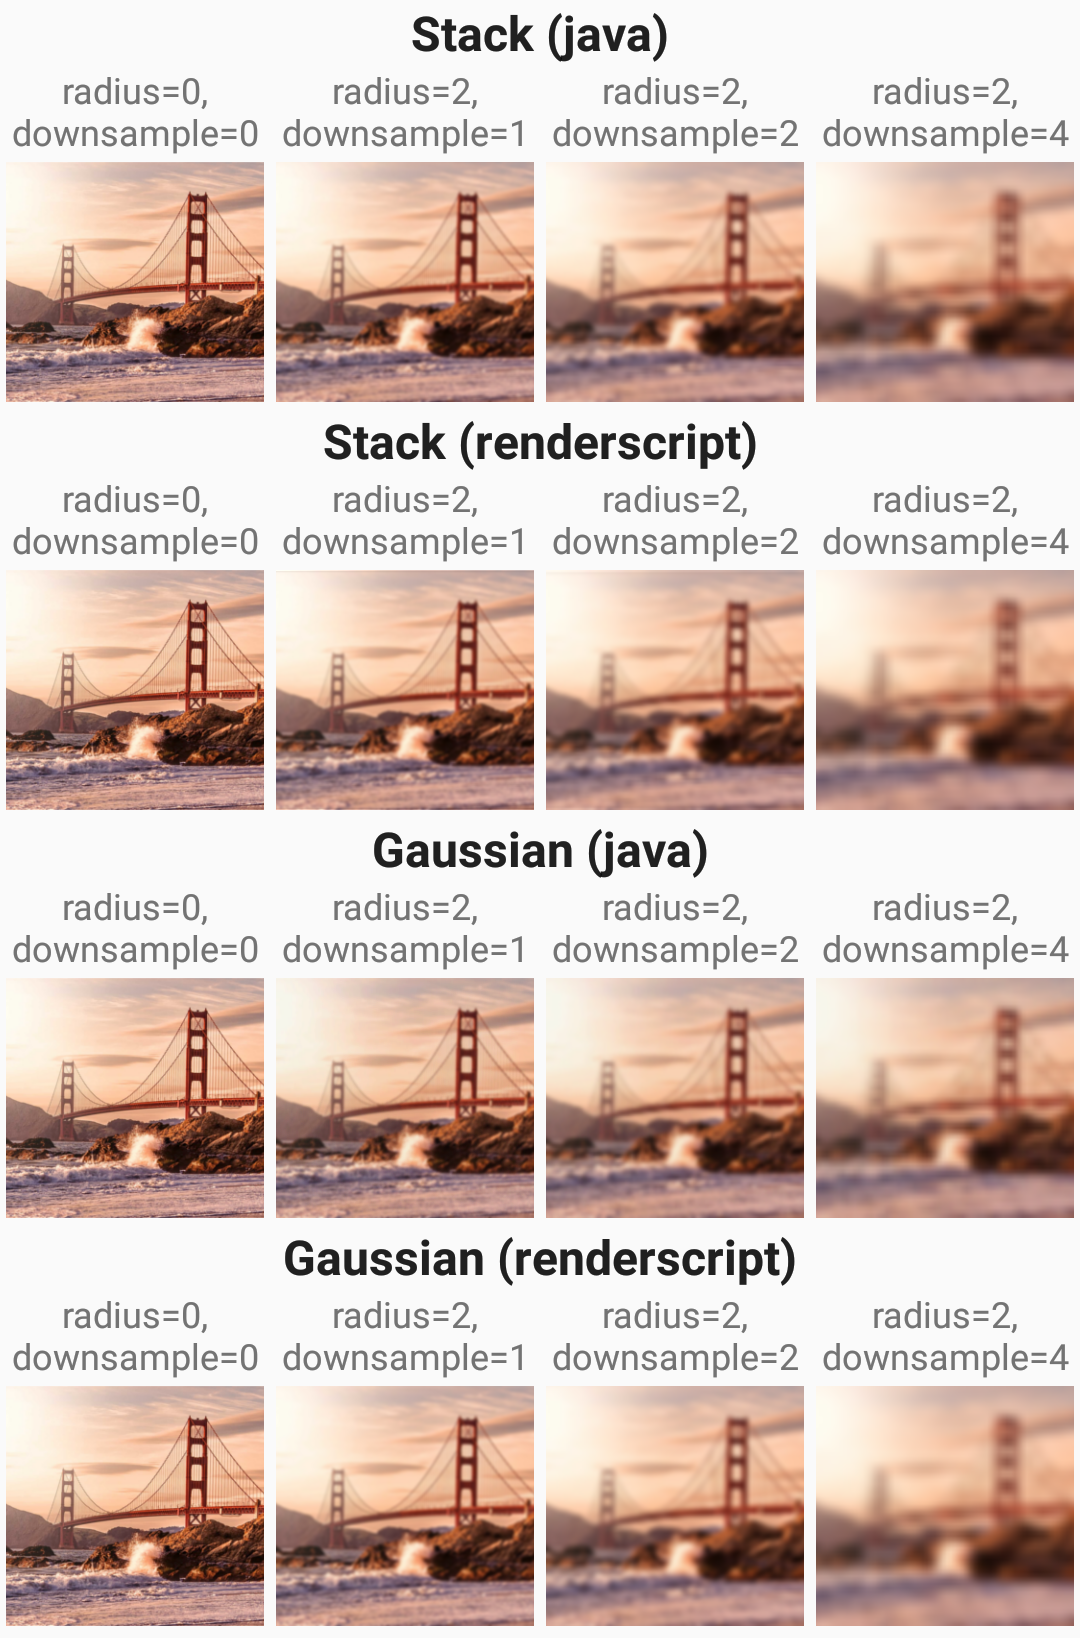 Stack (java)
radius=0, radius=2, radius=2, radius=2,
downsample=0 downsample=1 downsample=2 downsample=4
Stack (renderscript)
radius=0, radius=2, radius=2, radius=2,
downsample=0 downsample=1 downsample=2 downsample=4
Gaussian (java)
radius=0, radius=2, radius=2, radius=2,
downsample=0 downsample=1 downsample=2 downsample=4
Gaussian (renderscript)
radius=0, radius=2, radius=2, radius=2,
downsample=0 downsample=1 downsample=2 downsample=4